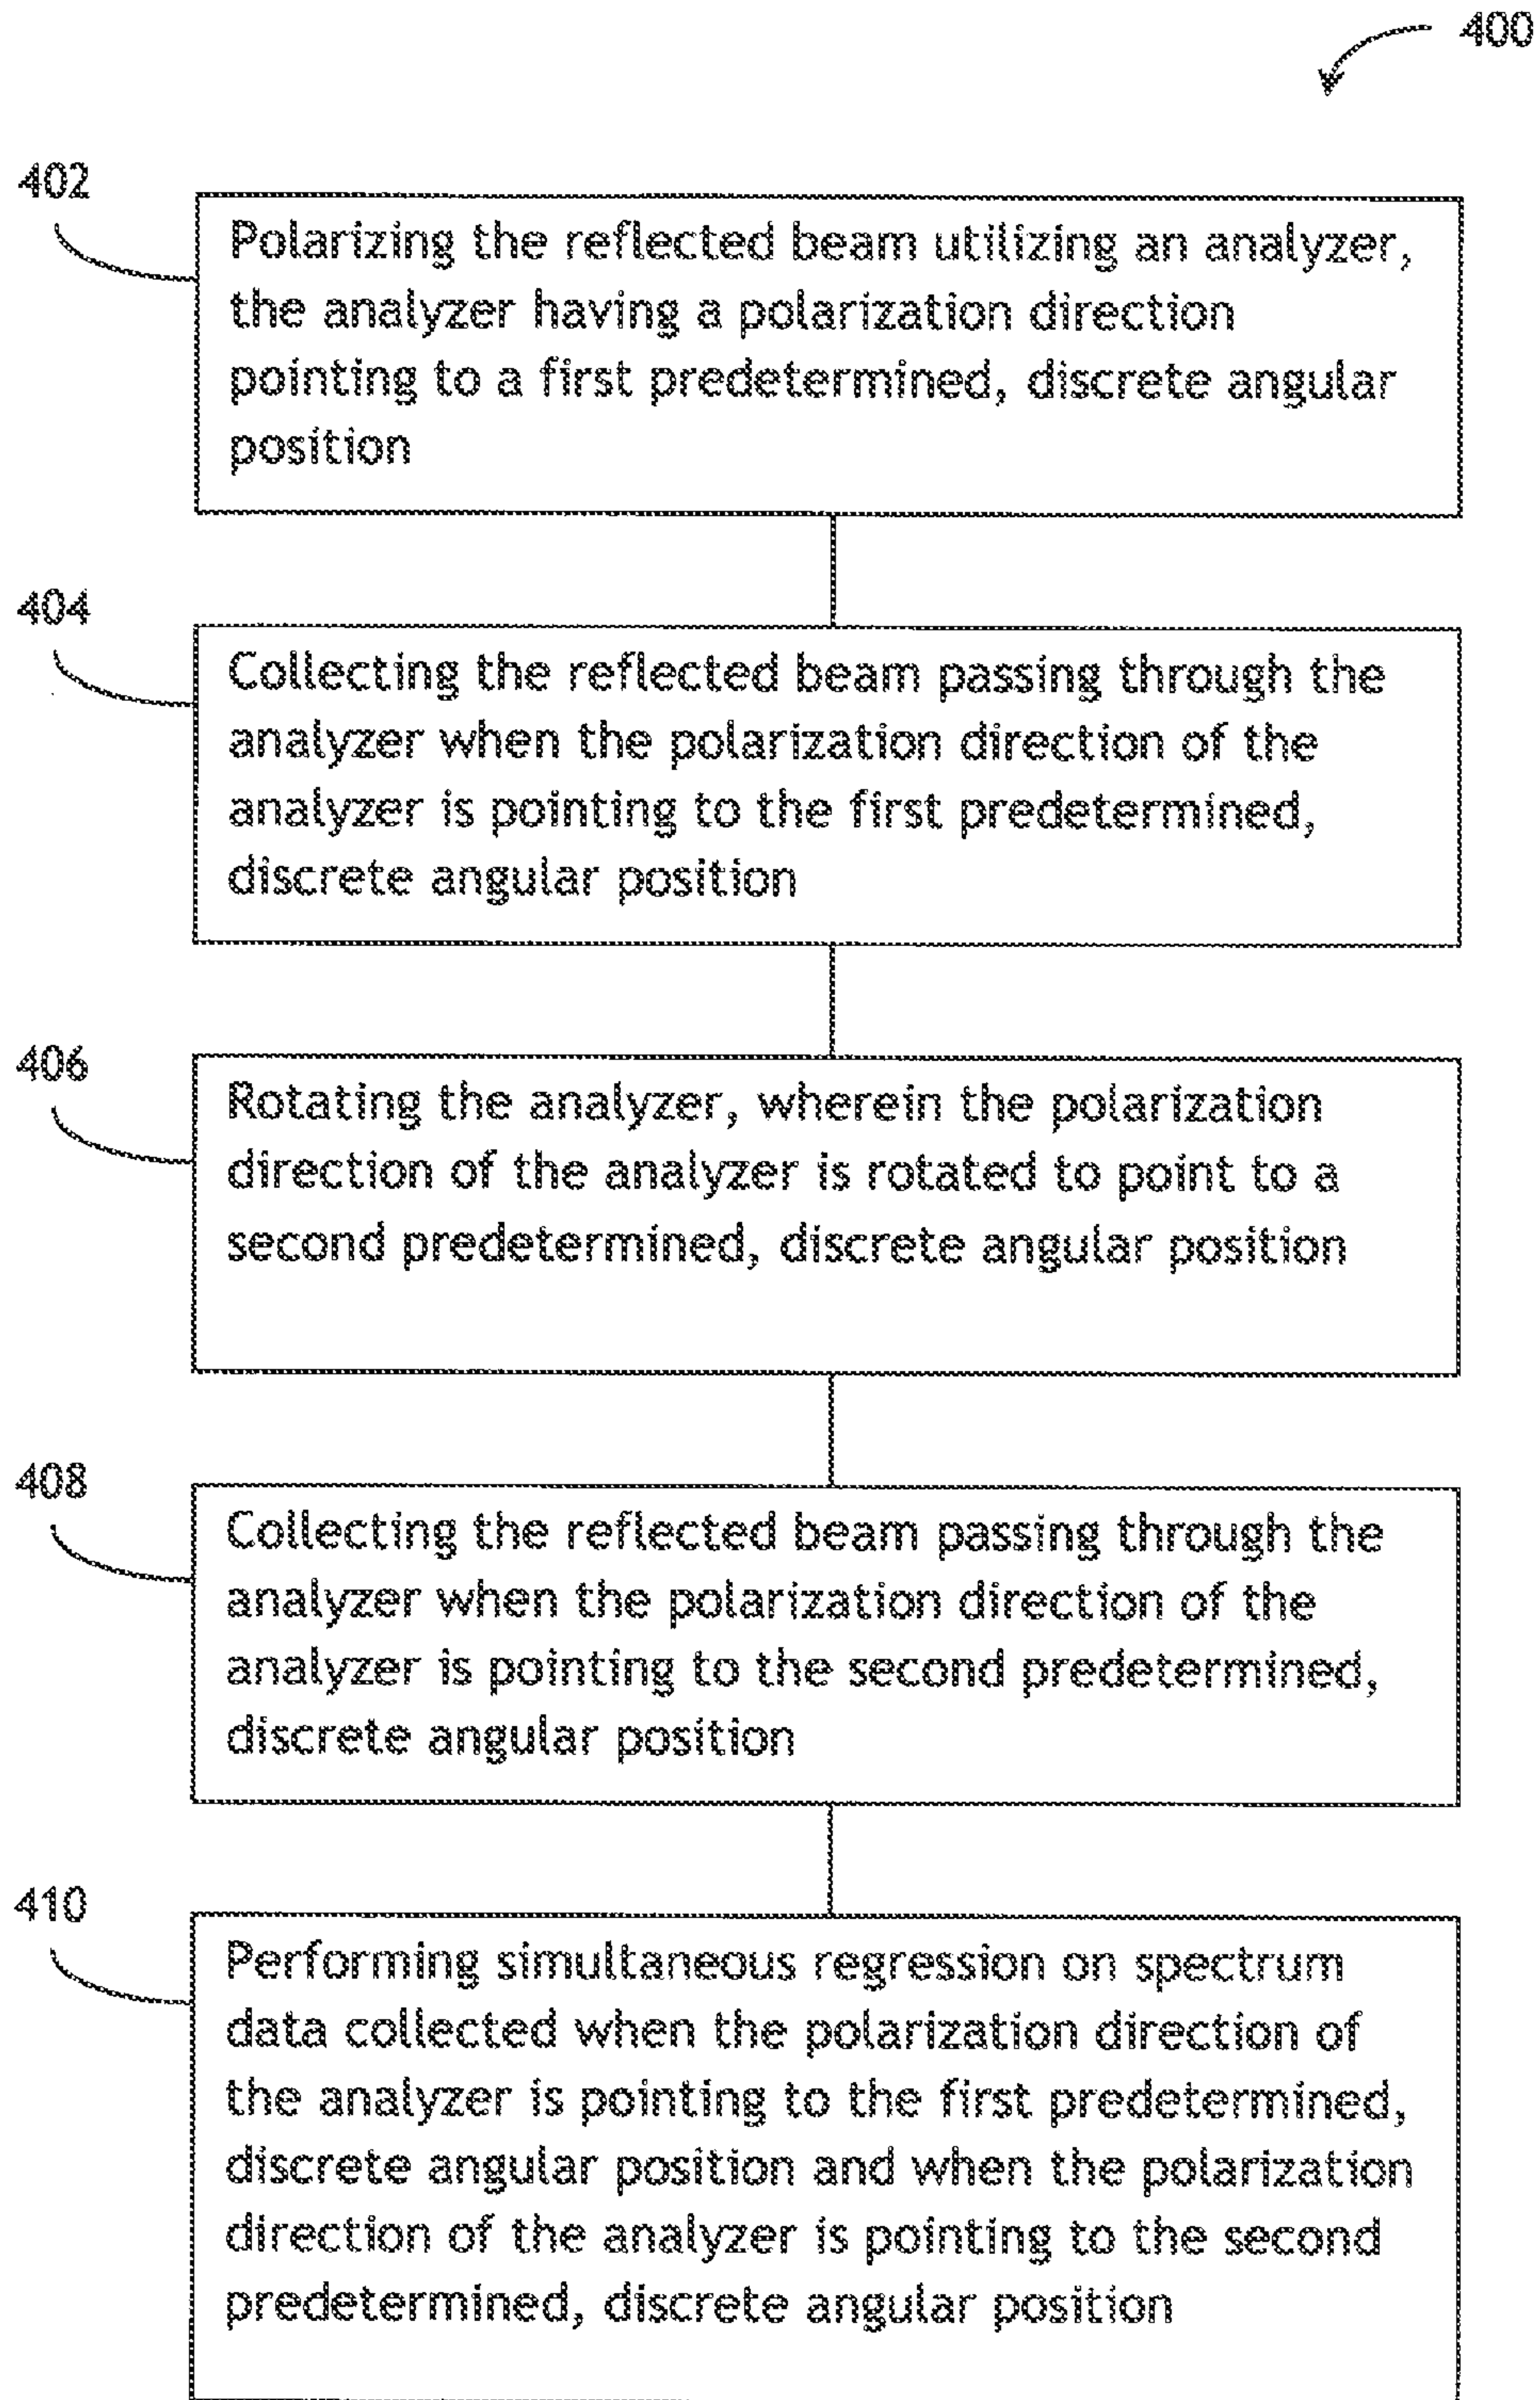 400
402
Polarizing the reflected beam utilizing an analyzer,
the analyzer having a polarization direction
pointing to a first predetermined, discrete angular
position
404
Collecting the reflected beam passing through the
analyzer when the polarization direction of the
analyzer is pointing to the first predetermined,
discrete angular position
406
Rotating the analyzer, wherein the polarization
direction of the analyzer is rotated to point to a
second predetermined, discrete angular position
408
Collecting the reflected beam passing through the
analyzer when the polarization direction of the
analyzer is pointing to the second predetermined,
discrete angular position
410
Performing simultaneous regression on spectrum
data collected when the polarization direction of
the analyzer is pointing to the first predetermined,
discrete angular position and when the polarization
direction of the analyzer is pointing to the second
predetermined, discrete angular position